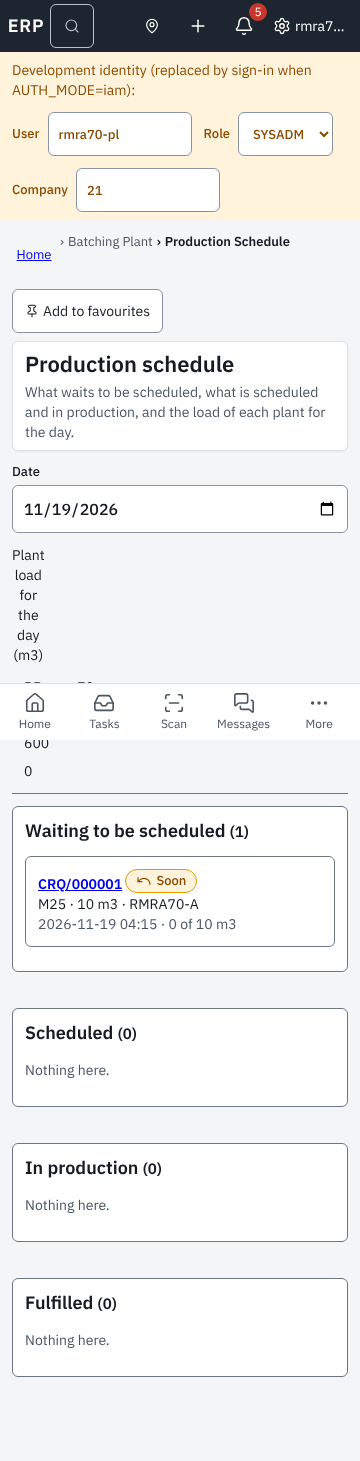 ERP
5
rmra7...
Development identity (replaced by sign-in when
AUTH_MODE=iam):
User
rmra70-pl
Role
SYSADM
Company
21
Home
› Batching Plant › Production Schedule
Add to favourites
Production schedule
What waits to be scheduled, what is scheduled
and in production, and the load of each plant for
the day.
Date
11/19/2026
Plant
load
for
the
day
(m3)
Home
Tasks
Scan
Messages
More
600
0
Waiting to be scheduled (1)
CRQ/000001
Soon
M25 · 10 m3 · RMRA70-A
2026-11-19 04:15 · 0 of 10 m3
Scheduled (0)
Nothing here.
In production (0)
Nothing here.
Fulfilled (0)
Nothing here.